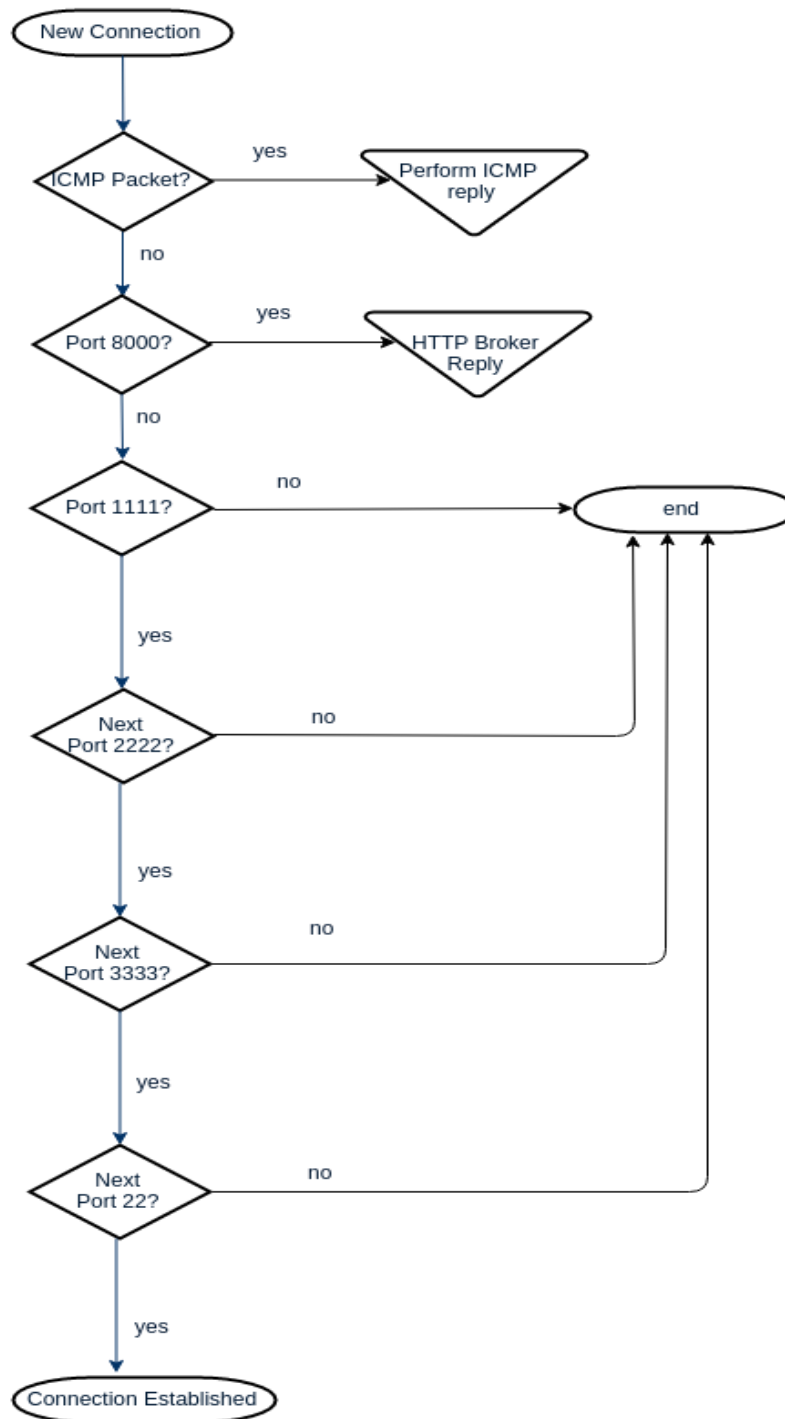 New Connection
ICMP Packet?
yes
Perform ICMP
reply
no
Port 8000?
yes
HTTP Broker
Reply
no
Port 1111?
no
end
yes
Next
Port 2222?
no
yes
Next
Port 3333?
no
yes
Next
Port 22?
no
yes
Connection Established